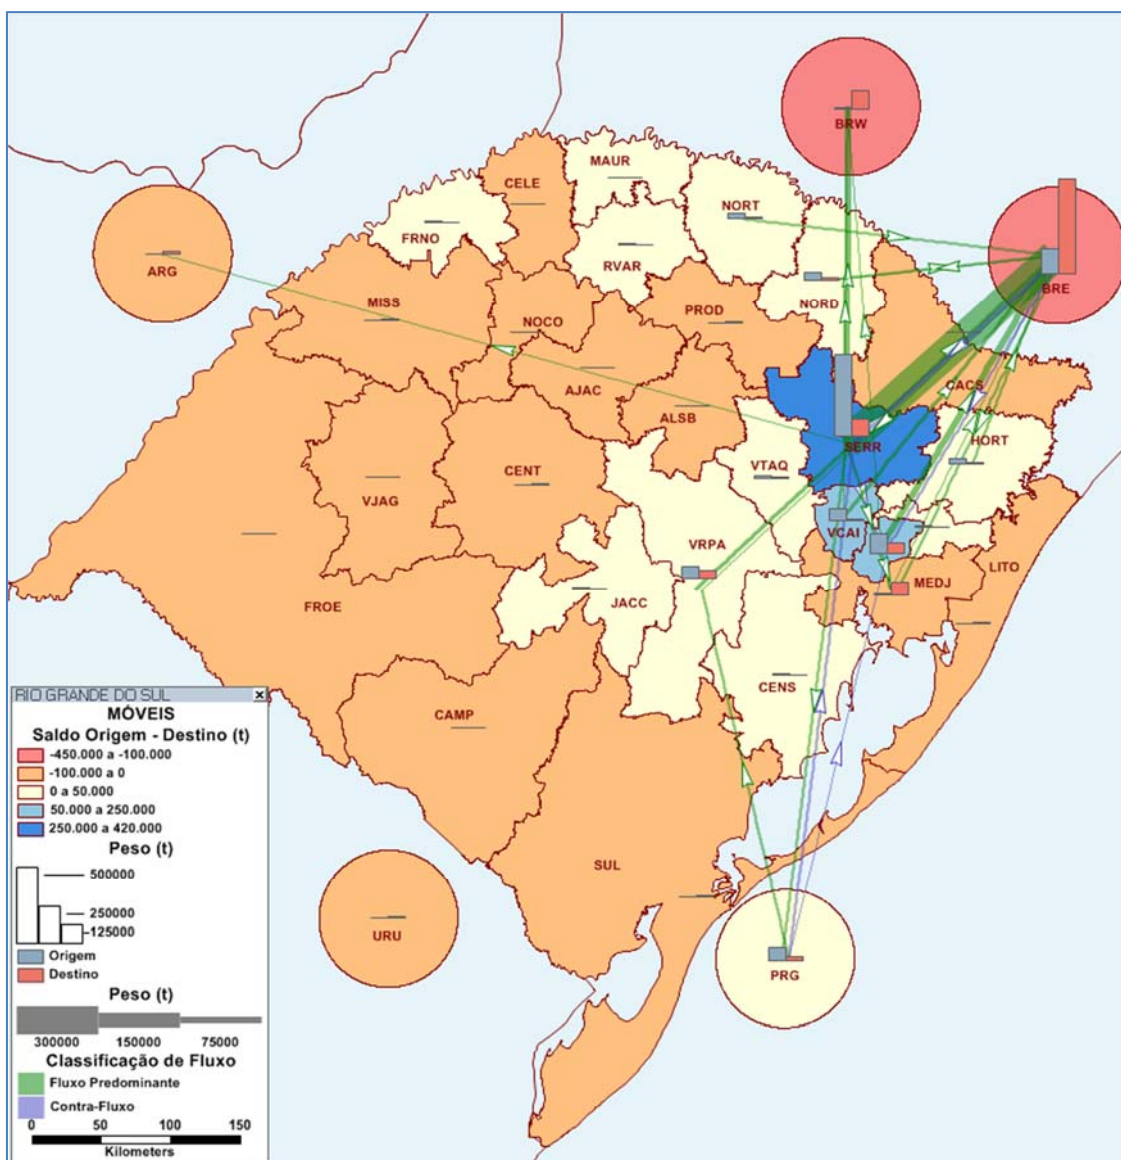 BRW
MAUR
CELE
NORT
FRNO
RVAR
ARG
BRE
MISS
NORD
PROD
NOCO
AJAC
CACS
ALSB
HORT
SERR
VTAQ
CENT
VJAG
VCAI
VRPA
LITO
MEDJ
JACC
FROE
CENS
CAMP
SUL
URU
PRG
RIO GRANDE DO SUL
MÓVEIS
Saldo Origem - Destino (t)
-450.000 a -100.000
-100.000 a 0
0 a 50.000
50.000 a 250.000
250.000 a 420.000
Peso (t)
500000
250000
125000
Origem
Destino
Peso (t)
300000 150000 75000
Classificação de Fluxo
Fluxo Predominante
Contra-Fluxo
0 50 100 150
Kilometers